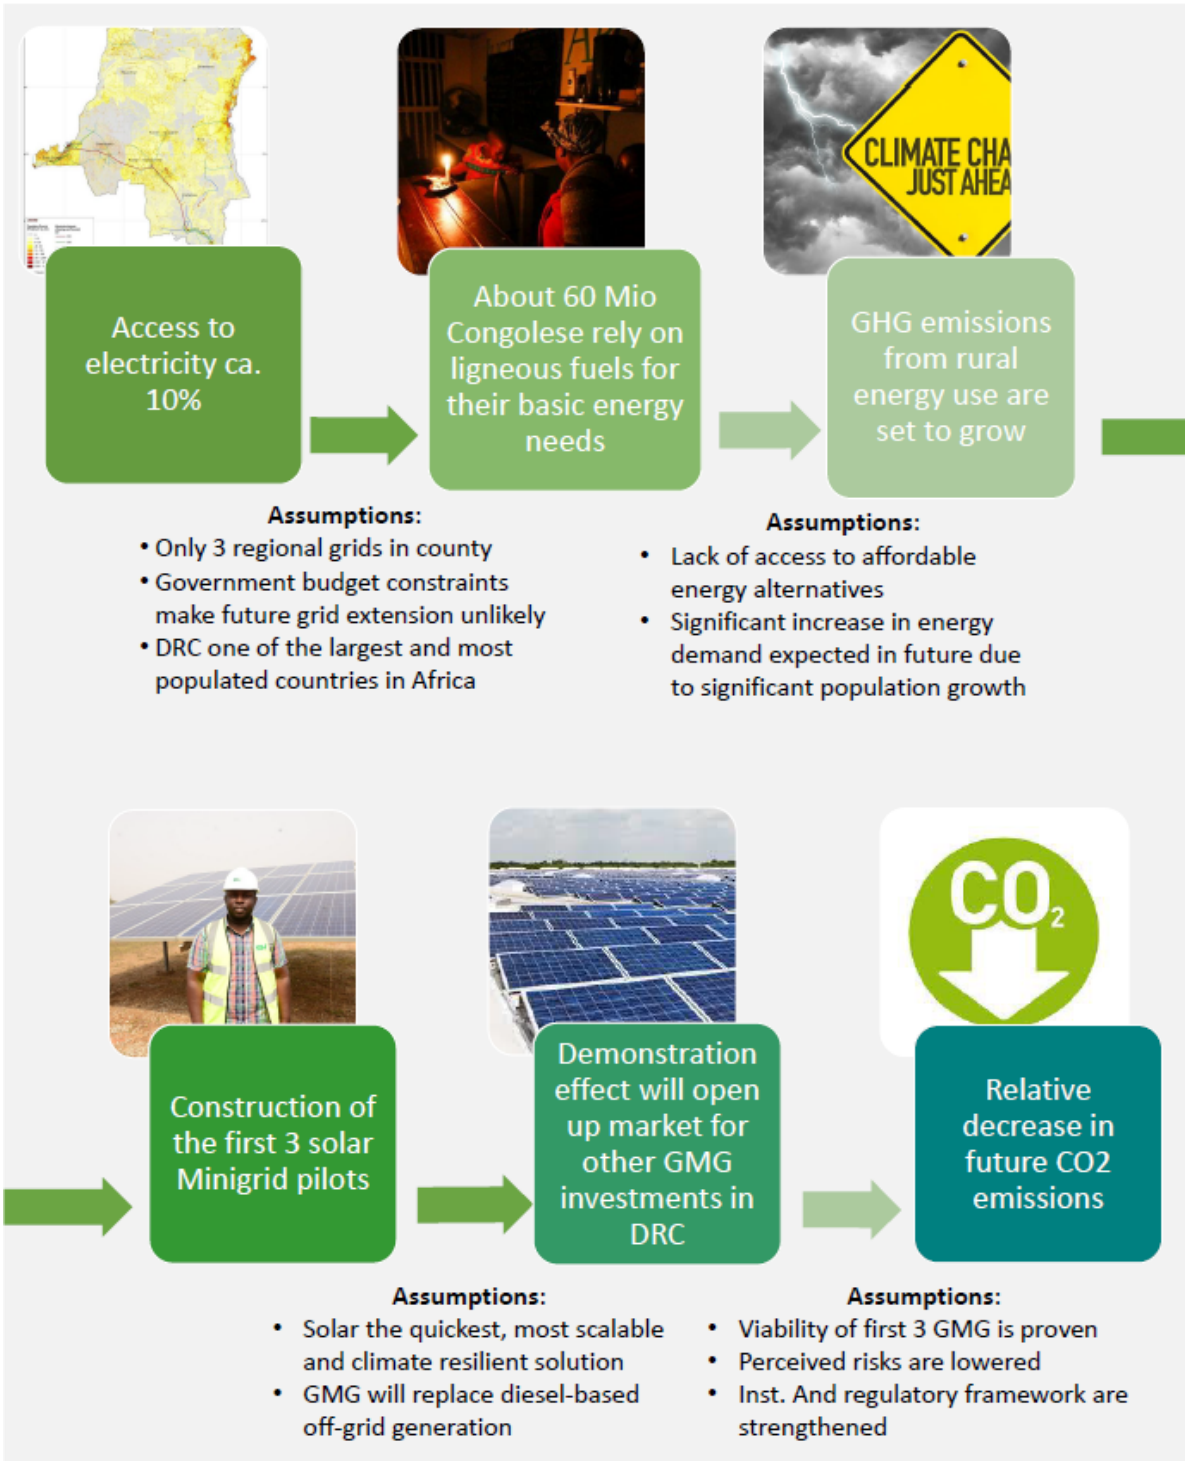 CLIMATE CHA
JUST AHEA
Access to
electricity ca.
10%
About 60 Mio
Congolese rely on
ligneous fuels for
their basic energy
needs
GHG emissions
from rural
energy use are
set to grow
Assumptions:
• Only 3 regional grids in county
• Government budget constraints
make future grid extension unlikely
• DRC one of the largest and most
populated countries in Africa
Assumptions:
• Lack of access to affordable
energy alternatives
• Significant increase in energy
demand expected in future due
to significant population growth
CO2
Construction of
the first 3 solar
Minigrid pilots
Demonstration
effect will open
up market for
other GMG
investments in
DRC
Relative
decrease in
future CO2
emissions
Assumptions:
• Solar the quickest, most scalable
and climate resilient solution
• GMG will replace diesel-based
off-grid generation
Assumptions:
• Viability of first 3 GMG is proven
• Perceived risks are lowered
• Inst. And regulatory framework are
strengthened